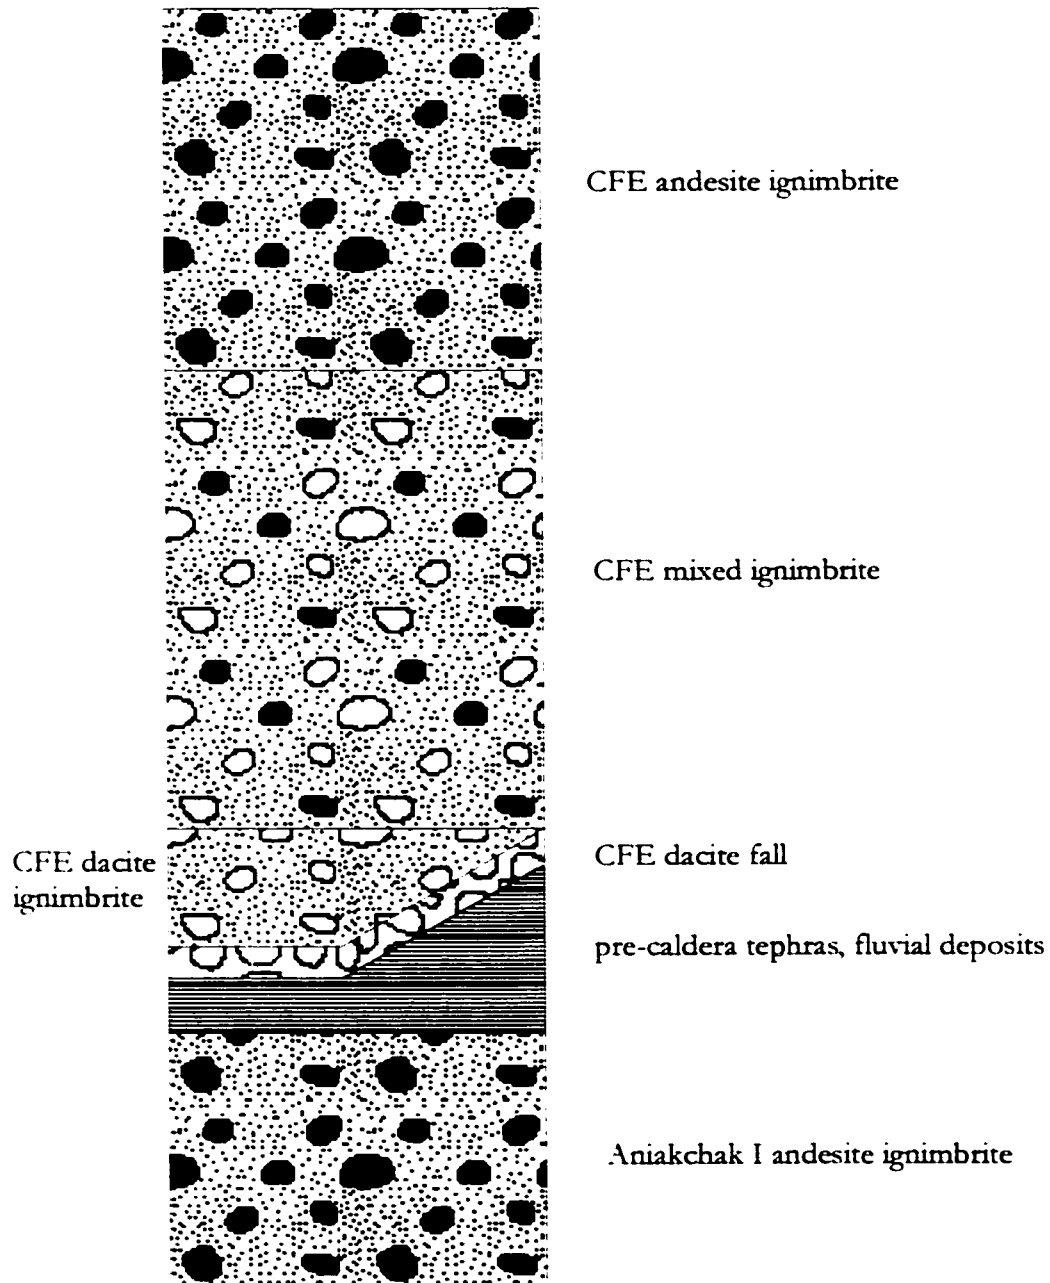 CFE andesite ignimbrite
CFE mixed ignimbrite
CFE dacite
ignimbrite
CFE dacite fall
pre-caldera tephras, fluvial deposits
Aniakchak I andesite ignimbrite